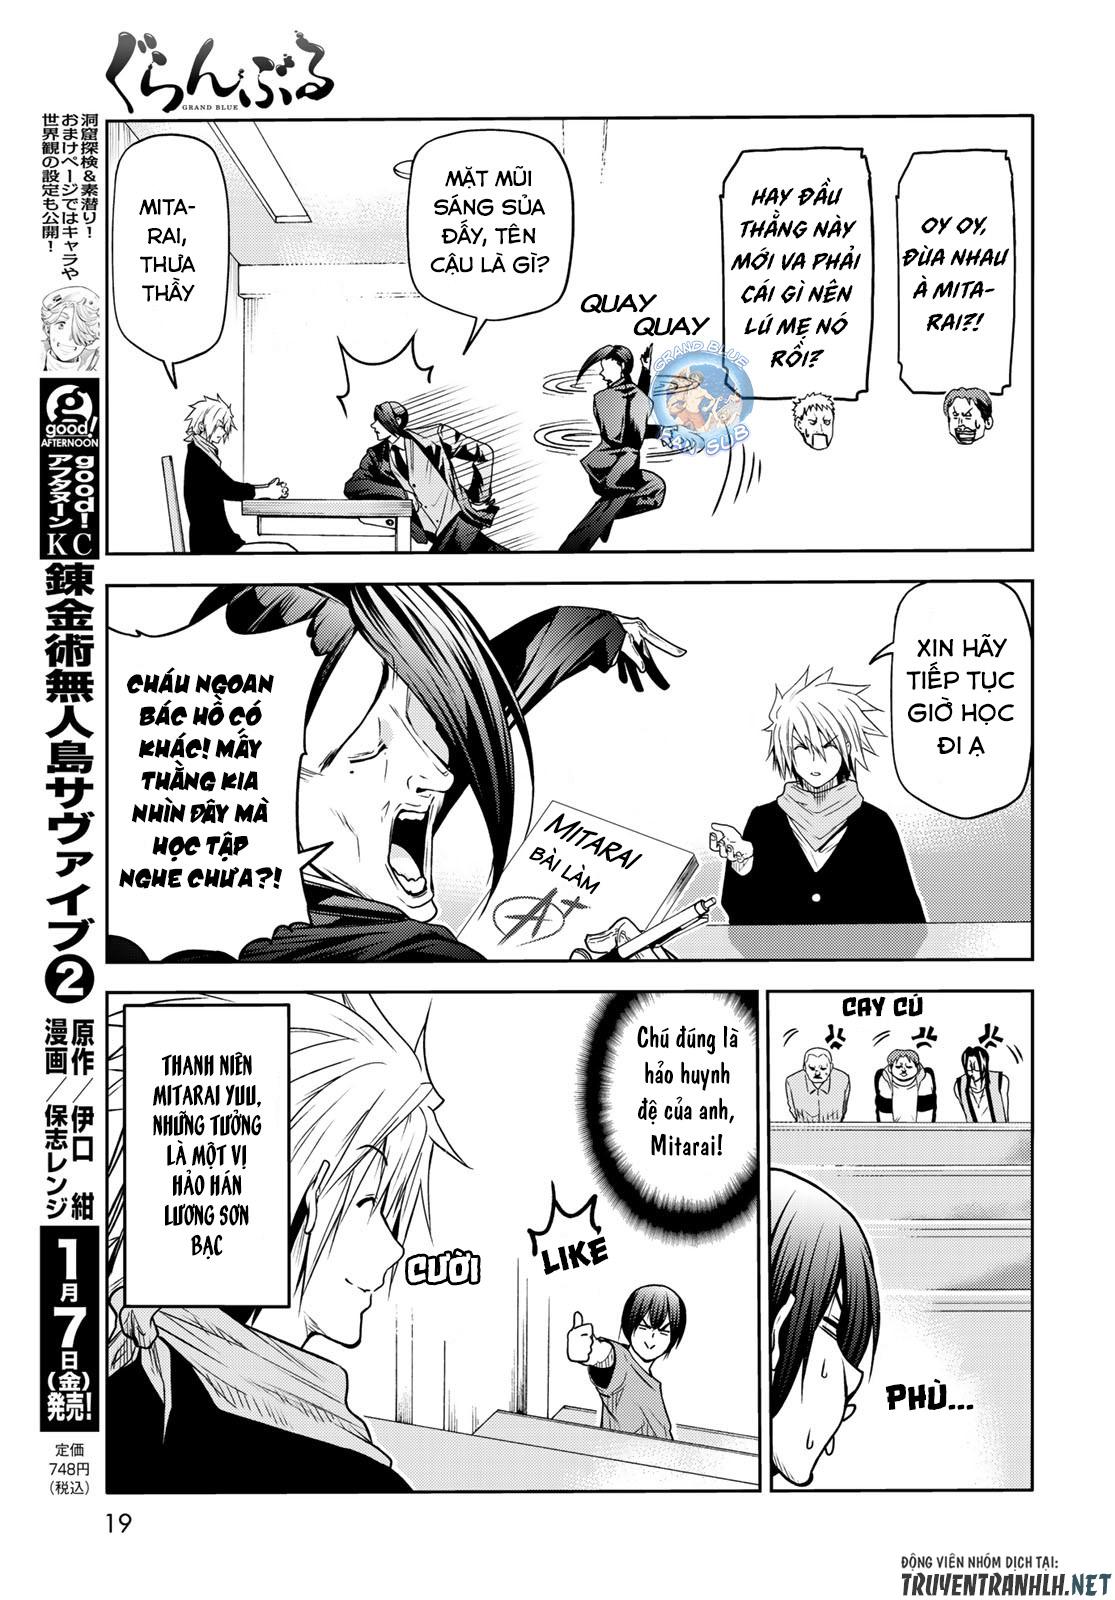 ぐらんぶる
GRAND BLUE
洞窟探検&素潜り!
おまけページではキャラや
世界観の設定も公開!
good!
AFTERNOON
good!
アフタヌーン
KC
錬金術無人島サヴァイブ2
原作/伊口 紺
漫画/保志レンジ
1月7日(金)発売!
定価
748円
(税込)
OY OY,
ĐÙA NHAU
À MITA-
RAI?!
HAY ĐẦU
THẰNG NÀY
MỚI VA PHẢI
CÁI GÌ NÊN
LÚ MẸ NÓ
RỒI?
QUAY
QUAY
GRAND BLUE
FAN SUB
MẶT MŨI
SÁNG SỦA
ĐẤY, TÊN
CẬU LÀ GÌ?
MITA-
RAI,
THƯA
THẦY
XIN HÃY
TIẾP TỤC
GIỜ HỌC
ĐI Ạ
CHÁU NGOAN
BÁC HỒ CÓ
KHÁC! MẤY
THẰNG KIA
NHÌN ĐÂY MÀ
HỌC TẬP
NGHE CHƯA?!
MITARAI
BÀI LÀM
A+
CAY CÚ
PHÙ...
Chú đúng là
hảo huynh
đệ của anh,
Mitarai!
LIKE
CƯỜI
THANH NIÊN
MITARAI YUU,
NHỮNG TƯỞNG
LÀ MỘT VỊ
HẢO HÁN
LƯƠNG SƠN
BẠC
19
ĐỘNG VIÊN NHÓM DỊCH TẠI:
TRUYENTRANHLH.NET